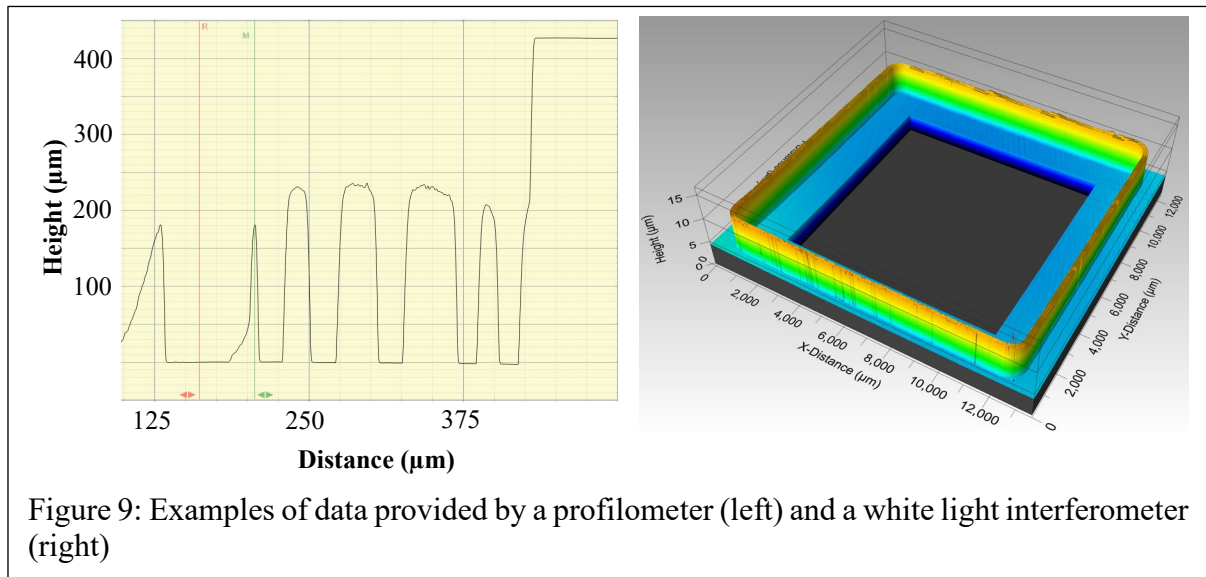 R
M
400
300
200
100
Height (µm)
125
250
375
Distance (µm)
15
10
5
0
Height (µm)
0
2,000
4,000
6,000
8,000
10,000
12,000
X-Distance (µm)
0
2,000
4,000
6,000
8,000
10,000
12,000
Y-Distance (µm)
Figure 9: Examples of data provided by a profilometer (left) and a white light interferometer
(right)